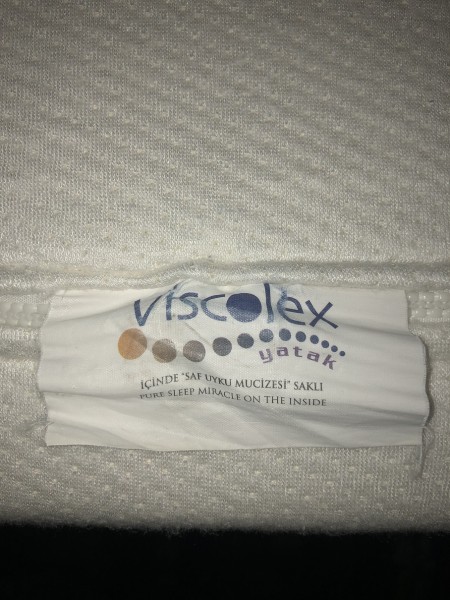 viscolex
yatak
İÇİNDE "SAF UYKU MUCİZESİ" SAKLI
PURE SLEEP MIRACLE ON THE INSIDE